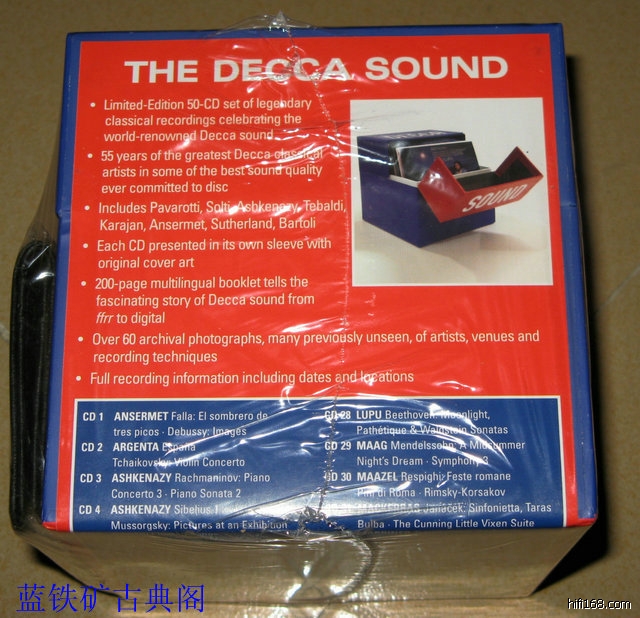 THE DECCA SOUND
• Limited-Edition 50-CD set of legendary
classical recordings celebrating the
world-renowned Decca sound
• 55 years of the greatest Decca classical
artists in some of the best sound quality
ever committed to disc
• Includes Pavarotti, Solti, Ashkenazy, Tebaldi,
Karajan, Ansermet, Sutherland, Bartoli
• Each CD presented in its own sleeve with
original cover art
• 200-page multilingual booklet tells the
fascinating story of Decca sound from
ffrr to digital
• Over 60 archival photographs, many previously unseen, of artists, venues and
recording techniques
• Full recording information including dates and locations
SOUND
CD 1 ANSERMET Falla: El sombrero de
tres picos · Debussy: Images
CD 2 ARGENTA España
Tchaikovsky: Violin Concerto
CD 3 ASHKENAZY Rachmaninov: Piano
Concerto 3 · Piano Sonata 2
CD 4 ASHKENAZY Sibelius 1
Mussorgsky: Pictures at an Exhibition
CD 28 LUPU Beethoven: Moonlight,
Pathétique & Waldstein Sonatas
CD 29 MAAG Mendelssohn: A Midsummer
Night's Dream · Symphony 3
CD 30 MAAZEL Respighi: Feste romane
Pini di Roma · Rimsky-Korsakov
MACKERRAS Janáček: Sinfonietta, Taras
Bulba · The Cunning Little Vixen Suite
蓝铁矿古典阁
hifi168.com